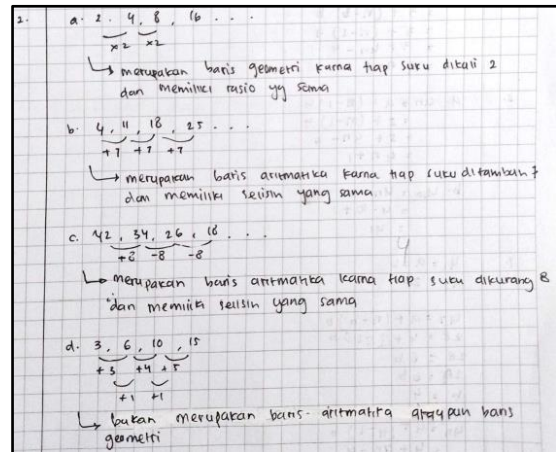 2. a. 2, 4, 8, 16 . . .
x2 x2
↳ merupakan baris geometri karna tiap suku dikali 2
dan memiliki rasio yg sama
b. 4, 11, 18, 25 . . .
+7 +7 +7
↳ merupakan baris aritmatika karna tiap suku ditambah 7
dan memiliki selisih yang sama
c. 42, 34, 26, 18 . . .
+8 -8 -8
↳ merupakan baris aritmatika karna tiap suku dikurang 8
dan memiliki selisih yang sama
d. 3, 6, 10, 15
+3 +4 +5
+1 +1
↳ bukan merupakan baris aritmatika ataupun baris
geometri